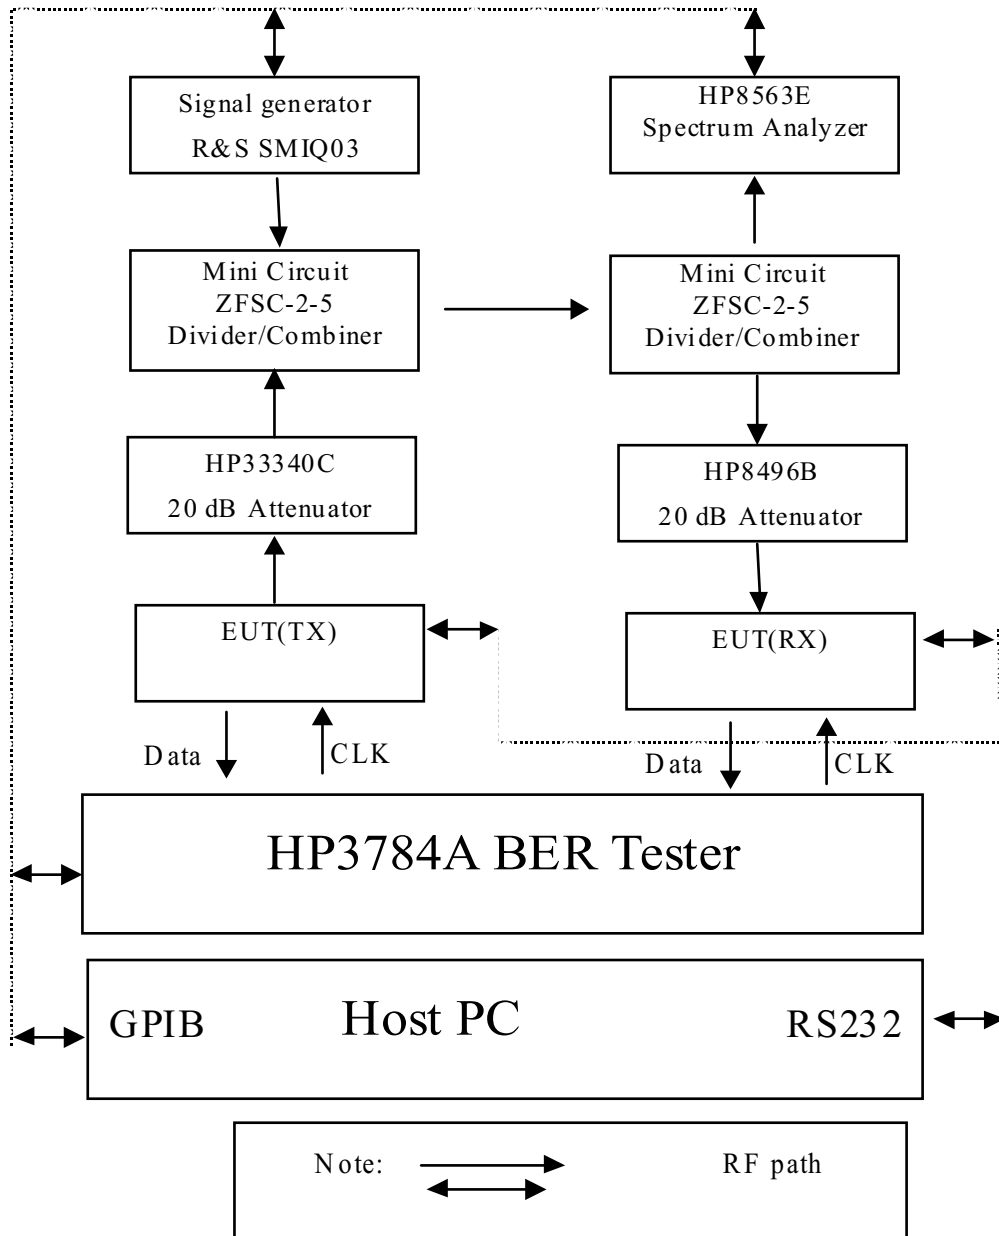 Signal generator
R&S SMIQ03
HP8563E
Spectrum Analyzer
Mini Circuit
ZFSC-2-5
Divider/Combiner
Mini Circuit
ZFSC-2-5
Divider/Combiner
HP33340C
20 dB Attenuator
HP8496B
20 dB Attenuator
EUT(TX)
EUT(RX)
Data
CLK
Data
CLK
HP3784A BER Tester
GPIB
Host PC
RS232
Note:
RF path